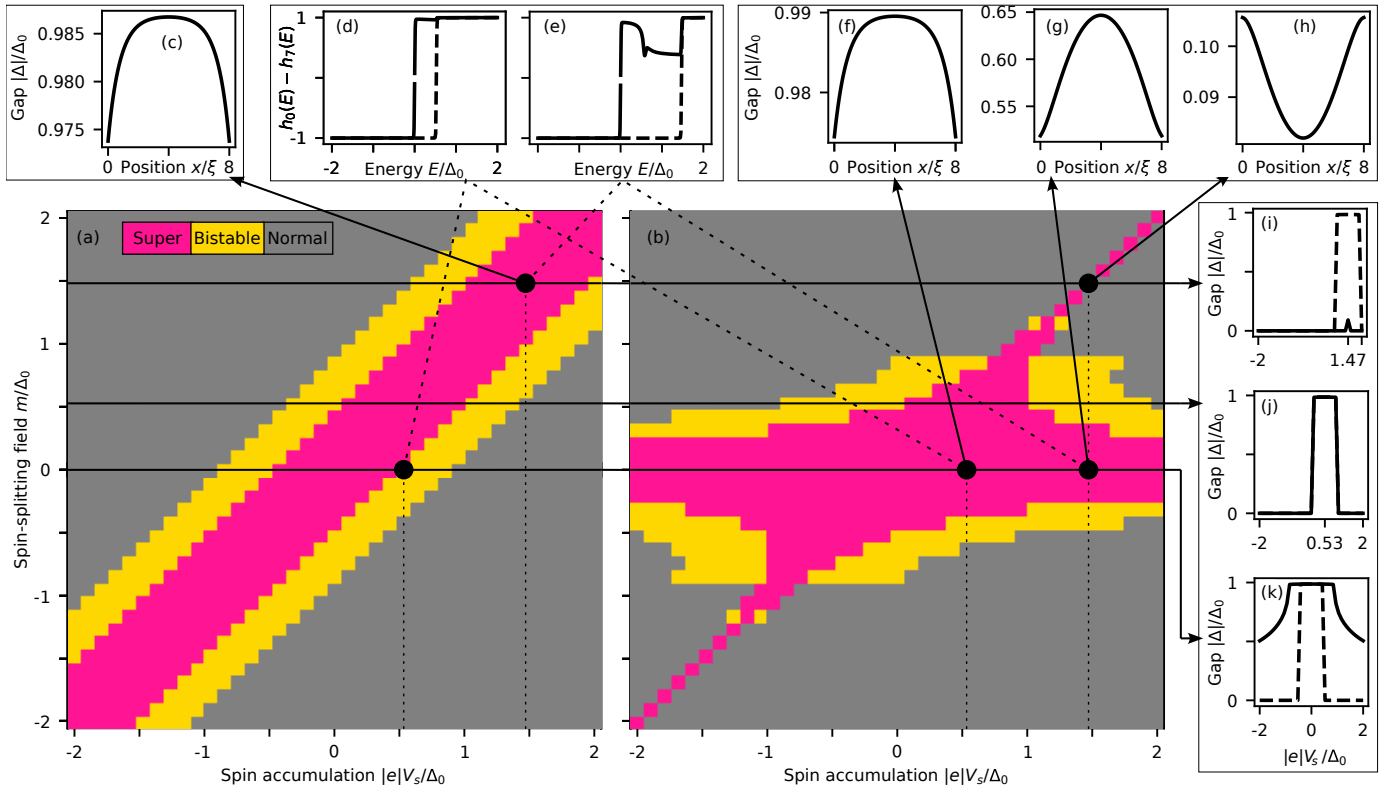 Gap |Δ|/Δ₀
0.985
0.980
0.975
(c)
0 Position x/ξ 8
h₀(E) − h₇(E)
1
-1
(d)
-2 2
Energy E/Δ₀
(e)
-2 2
Energy E/Δ₀
Gap |Δ|/Δ₀
0.99
0.98
(f)
0 Position x/ξ 8
0.65
0.55
(g)
0 Position x/ξ 8
0.10
0.09
(h)
0 Position x/ξ 8
Spin-splitting field m/Δ₀
2
1
0
-1
-2
(a)
Super Bistable Normal
-2 -1 0 1 2
Spin accumulation |e|Vₛ/Δ₀
(b)
-2 -1 0 1 2
Spin accumulation |e|Vₛ/Δ₀
Gap |Δ|/Δ₀
1
0
(i)
-2 1.47
Gap |Δ|/Δ₀
1
0
(j)
-2 0.53 2
Gap |Δ|/Δ₀
1
0
(k)
-2 0 2
|e|Vₛ/Δ₀